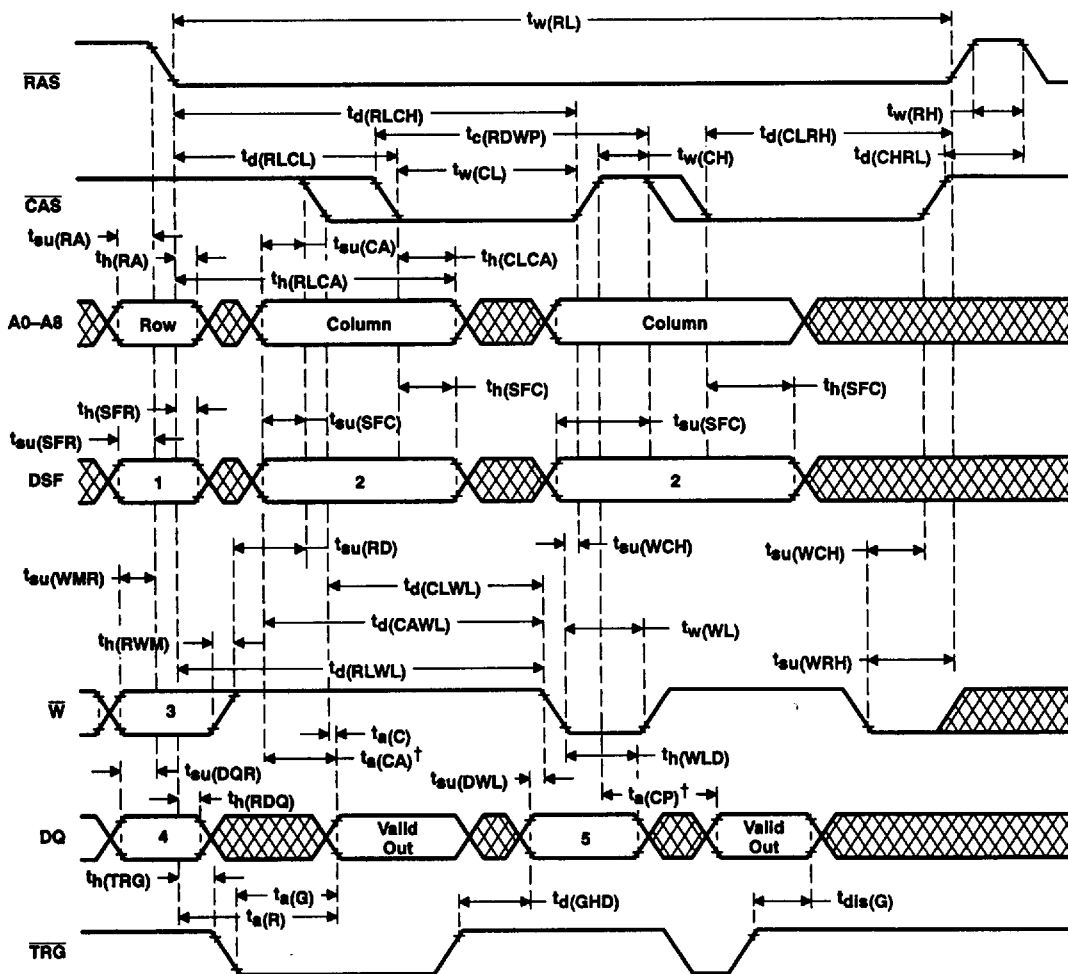 tw(RL)
RAS
td(RLCH)
tw(RH)
tc(RDWP)
td(CLRH)
td(RLCL)
tw(CH)
td(CHRL)
tw(CL)
CAS
tsu(RA)
tsu(CA)
th(RA)
th(CLCA)
th(RLCA)
A0–A8
Row
Column
Column
th(SFC)
th(SFC)
th(SFR)
tsu(SFC)
tsu(SFC)
tsu(SFR)
DSF
1
2
2
tsu(RD)
tsu(WCH)
tsu(WCH)
tsu(WMR)
td(CLWL)
td(CAWL)
tw(WL)
th(RWM)
td(RLWL)
tsu(WRH)
W
3
ta(C)
ta(CA)†
th(WLD)
tsu(DQR)
tsu(DWL)
ta(CP)†
th(RDQ)
DQ
4
Valid Out
5
Valid Out
th(TRG)
ta(G)
td(GHD)
tdis(G)
ta(R)
TRG